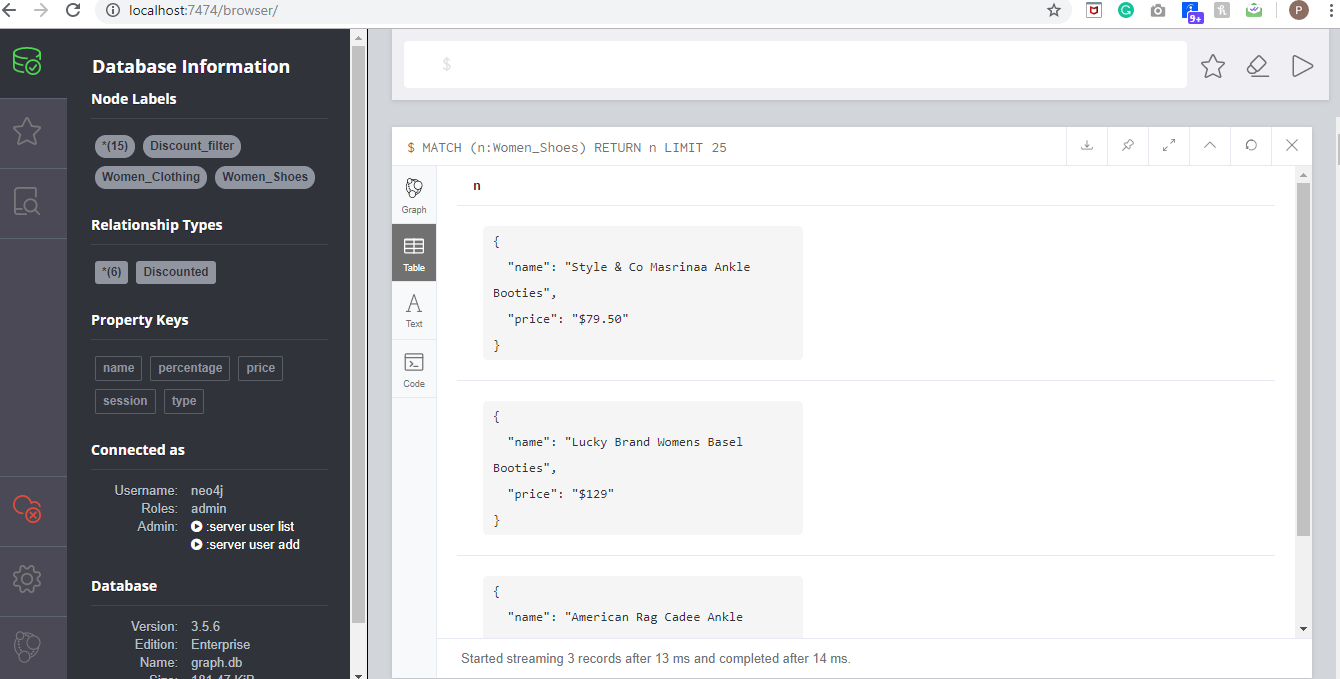 localhost:7474/browser/
9+
P
Database Information
Node Labels
*(15) Discount_filter
Women_Clothing Women_Shoes
Relationship Types
*(6) Discounted
Property Keys
name percentage price
session type
Connected as
Username: neo4j
Roles: admin
Admin: :server user list
:server user add
Database
Version: 3.5.6
Edition: Enterprise
Name: graph.db
Size: 181.47 KiB
$
$ MATCH (n:Women_Shoes) RETURN n LIMIT 25
Graph
Table
Text
Code
n
{
"name": "Style & Co Masrinaa Ankle
Booties",
"price": "$79.50"
}
{
"name": "Lucky Brand Womens Basel
Booties",
"price": "$129"
}
{
"name": "American Rag Cadee Ankle
Started streaming 3 records after 13 ms and completed after 14 ms.